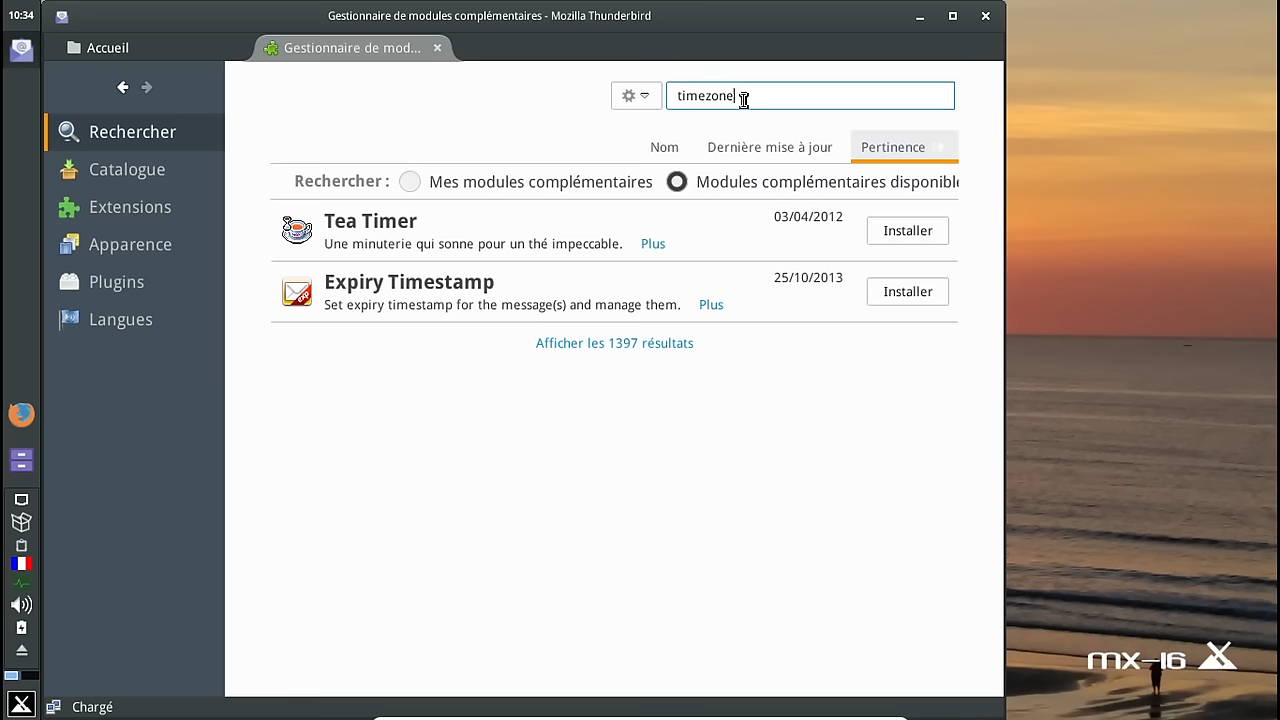 10:34
Gestionnaire de modules complémentaires - Mozilla Thunderbird
Accueil
Gestionnaire de mod...
timezone
Rechercher
Catalogue
Extensions
Apparence
Plugins
Langues
Nom
Dernière mise à jour
Pertinence
Rechercher :
Mes modules complémentaires
Modules complémentaires disponible
Tea Timer
03/04/2012
Installer
Une minuterie qui sonne pour un thé impeccable.
Plus
Expiry Timestamp
25/10/2013
Installer
Set expiry timestamp for the message(s) and manage them.
Plus
Afficher les 1397 résultats
mx-16
Chargé